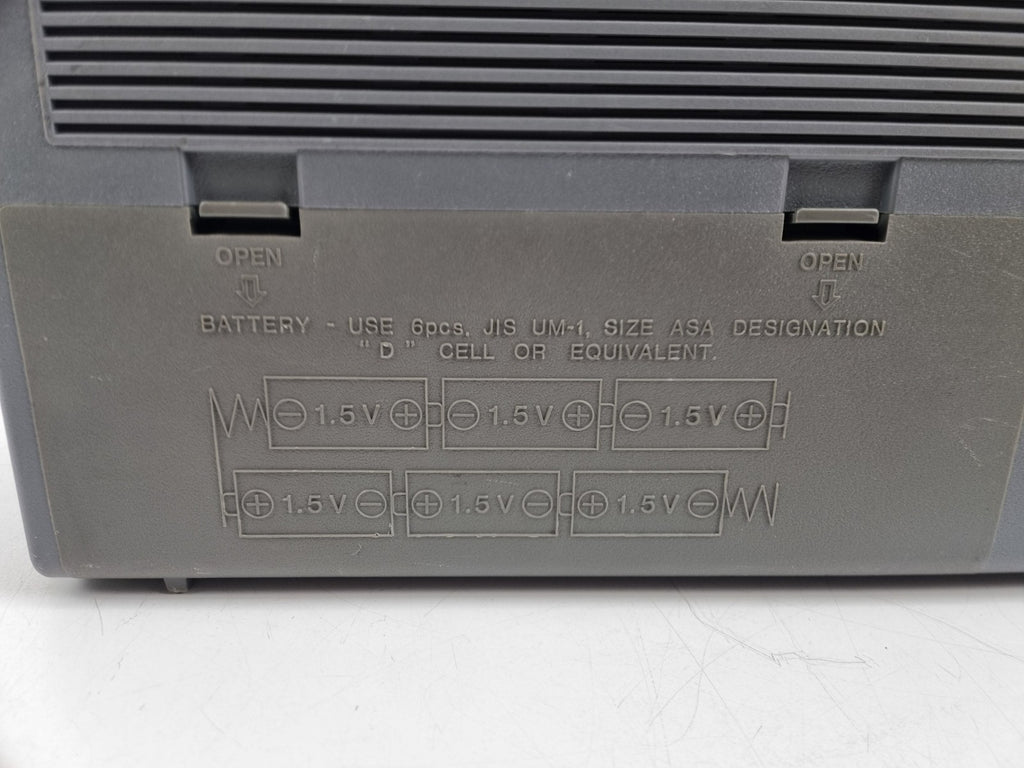 OPEN OPEN
BATTERY - USE 6pcs, JIS UM-1, SIZE ASA DESIGNATION
"D" CELL OR EQUIVALENT.
⊖ 1.5V ⊕ ⊖ 1.5V ⊕ ⊖ 1.5V ⊕
⊕ 1.5V ⊖ ⊕ 1.5V ⊖ ⊕ 1.5V ⊖